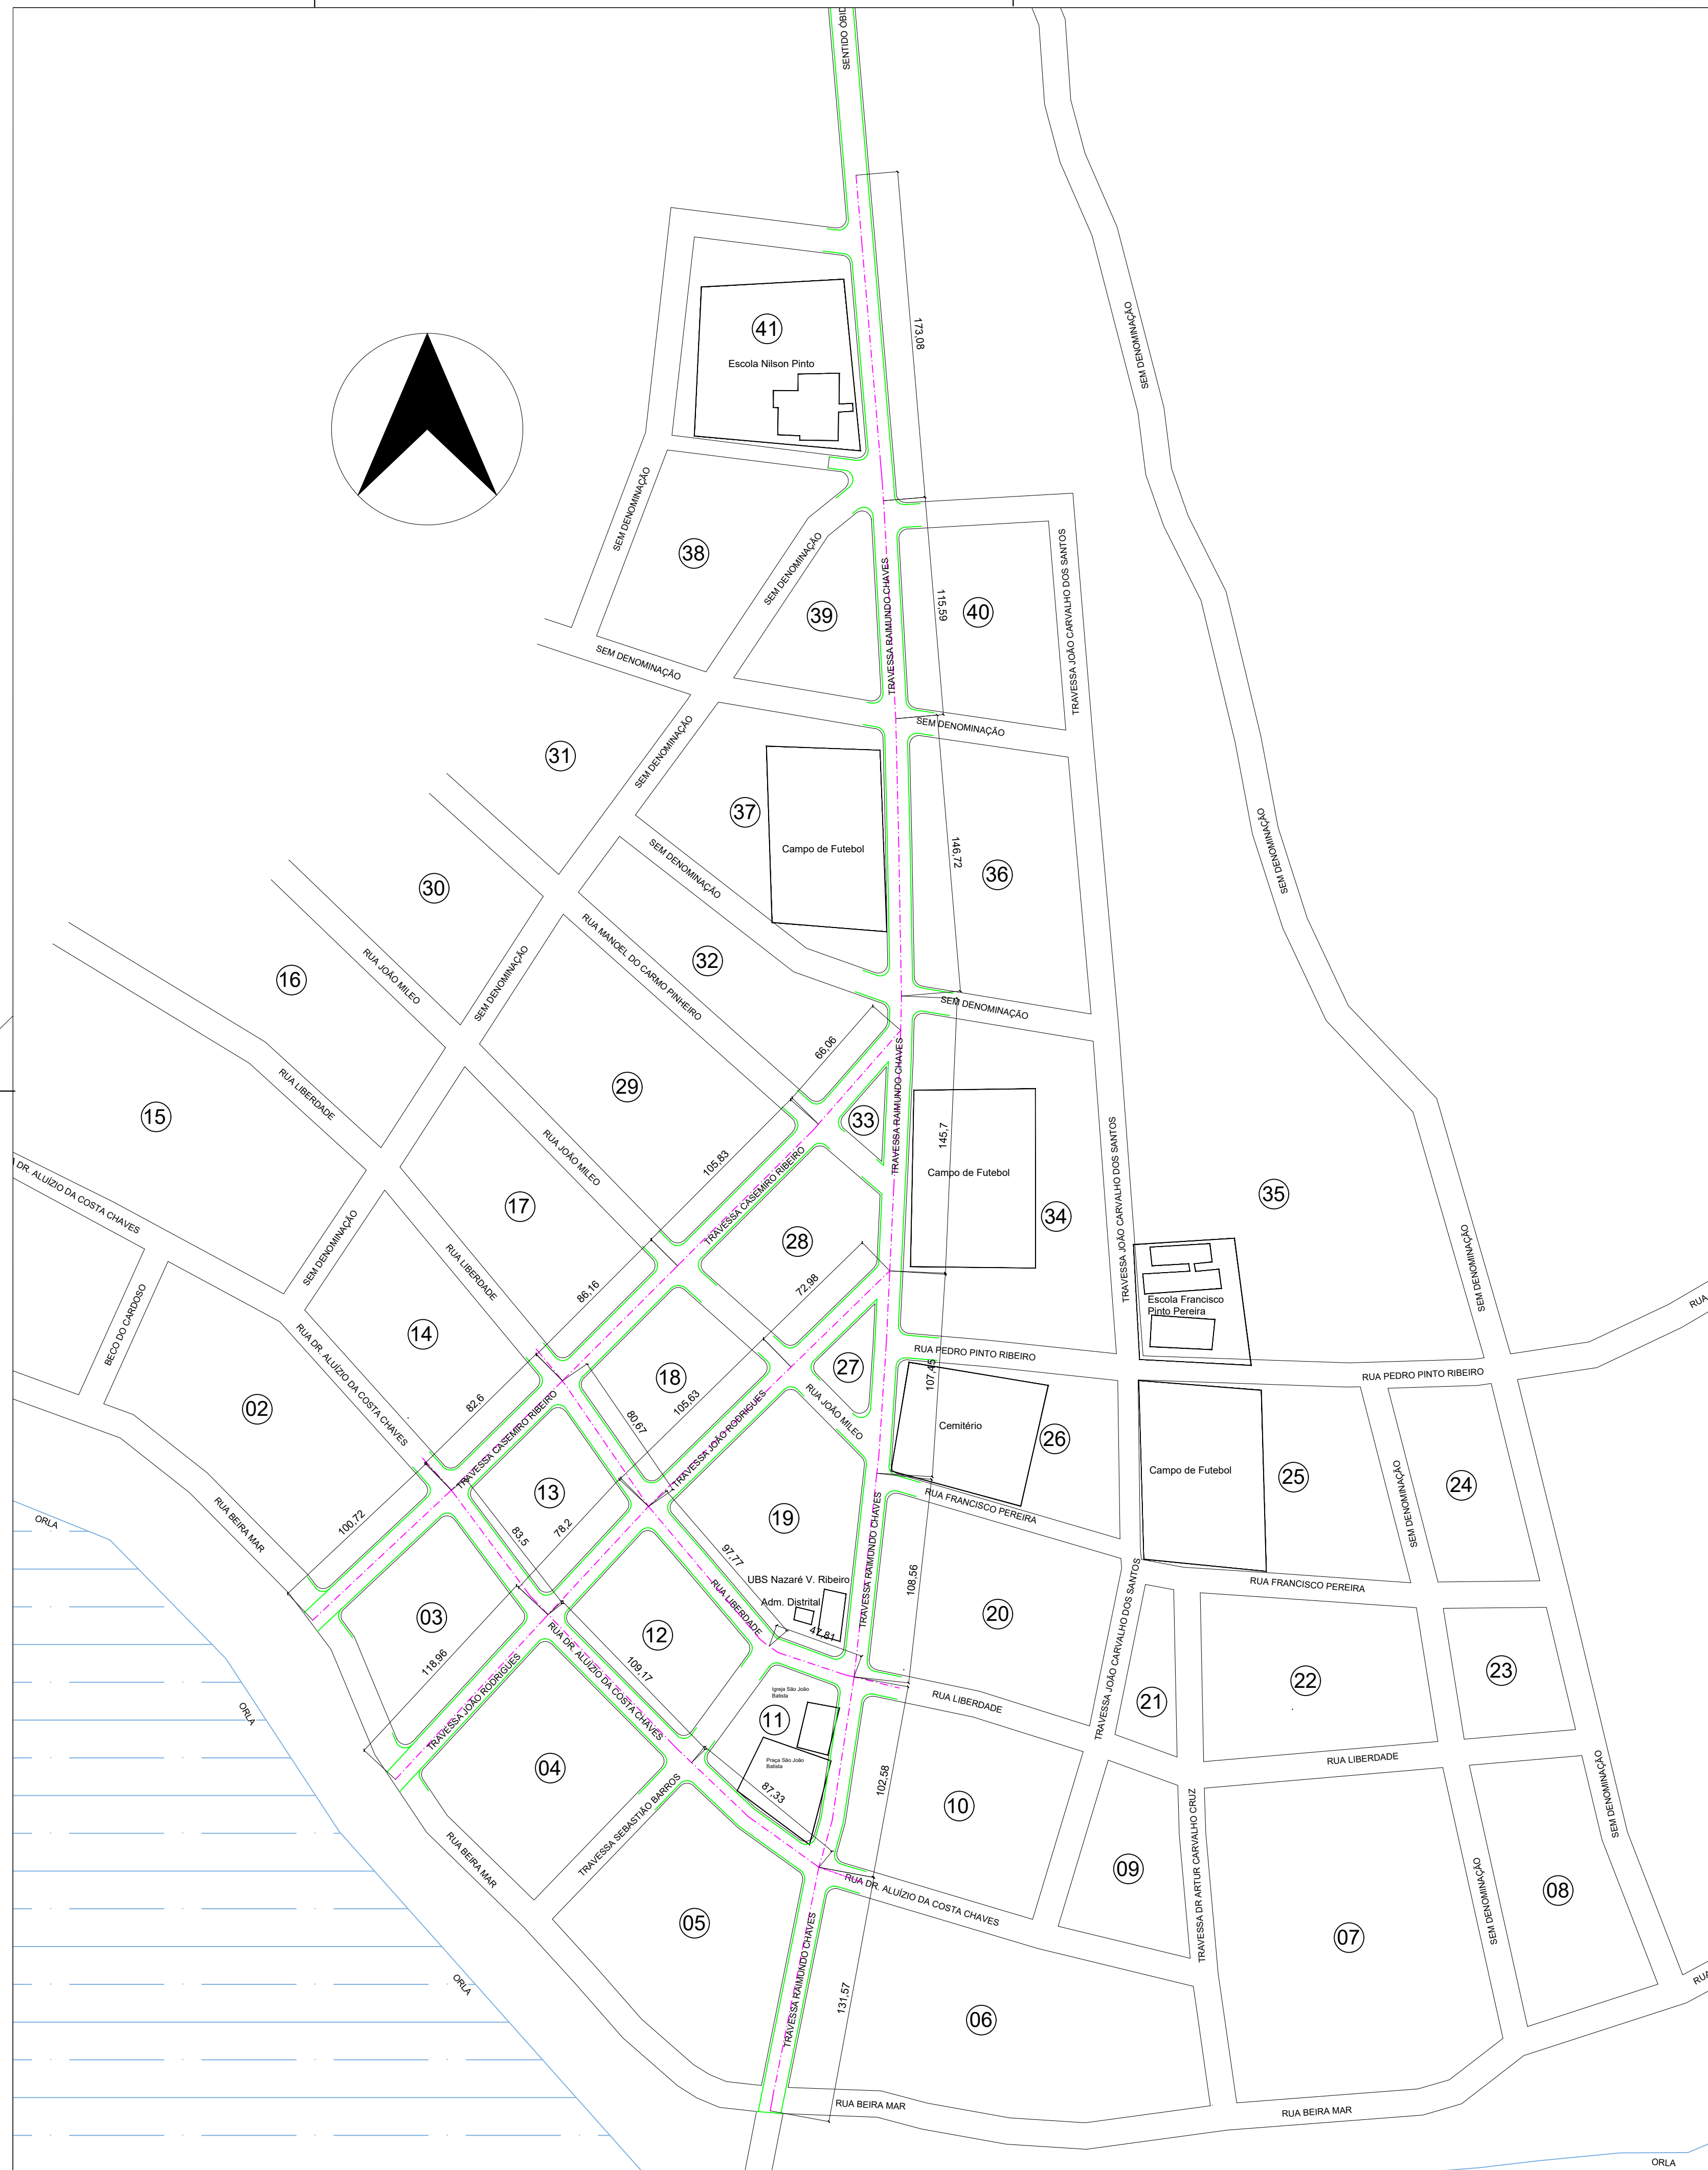 SENTIDO ÓBID
SEM DENOMINAÇÃO
173,08
41
Escola Nilson Pinto
SEM DENOMINAÇÃO
38
SEM DENOMINAÇÃO
39
TRAVESSA RAIMUNDO CHAVES
115,59
40
TRAVESSA JOÃO CARVALHO DOS SANTOS
SEM DENOMINAÇÃO
SEM DENOMINAÇÃO
31
SEM DENOMINAÇÃO
37
Campo de Futebol
146,72
36
SEM DENOMINAÇÃO
SEM DENOMINAÇÃO
30
RUA MANOEL DO CARMO PINHEIRO
32
16
RUA JOÃO MILEO
SEM DENOMINAÇÃO
SEM DENOMINAÇÃO
66,06
TRAVESSA RAIMUNDO CHAVES
29
RUA LIBERDADE
15
33
145,7
Campo de Futebol
TRAVESSA JOÃO CARVALHO DOS SANTOS
35
105,83
RUA JOÃO MILEO
TRAVESSA CASEMIRO RIBEIRO
DR. ALUÍZIO DA COSTA CHAVES
17
34
28
SEM DENOMINAÇÃO
RUA LIBERDADE
SEM DENOMINAÇÃO
72,98
86,16
BECO DO CARDOSO
Escola Francisco
Pinto Pereira
RUA
14
RUA DR. ALUÍZIO DA COSTA CHAVES
RUA PEDRO PINTO RIBEIRO
RUA PEDRO PINTO RIBEIRO
18
27
107,45
02
82,6
80,67
105,63
RUA JOÃO MILEO
TRAVESSA CASEMIRO RIBEIRO
TRAVESSA JOÃO RODRIGUES
Cemitério
26
Campo de Futebol
25
24
SEM DENOMINAÇÃO
13
RUA FRANCISCO PEREIRA
RUA BEIRA MAR
ORLA
100,72
83,5
78,2
19
97,77
TRAVESSA RAIMUNDO CHAVES
108,56
UBS Nazaré V. Ribeiro
Adm. Distrital
47,81
RUA LIBERDADE
RUA FRANCISCO PEREIRA
03
12
20
TRAVESSA JOÃO CARVALHO DOS SANTOS
118,96
RUA DR. ALUÍZIO DA COSTA CHAVES
109,17
TRAVESSA JOÃO RODRIGUES
Igreja São João
Batista
11
RUA LIBERDADE
21
22
23
ORLA
Praça São João
Batista
04
87,33
102,58
RUA LIBERDADE
SEM DENOMINAÇÃO
10
TRAVESSA SEBASTIÃO BARROS
RUA BEIRA MAR
09
TRAVESSA DR ARTUR CARVALHO CRUZ
RUA DR. ALUÍZIO DA COSTA CHAVES
08
SEM DENOMINAÇÃO
05
07
ORLA
TRAVESSA RAIMUNDO CHAVES
131,57
06
RUA
RUA BEIRA MAR
RUA BEIRA MAR
ORLA